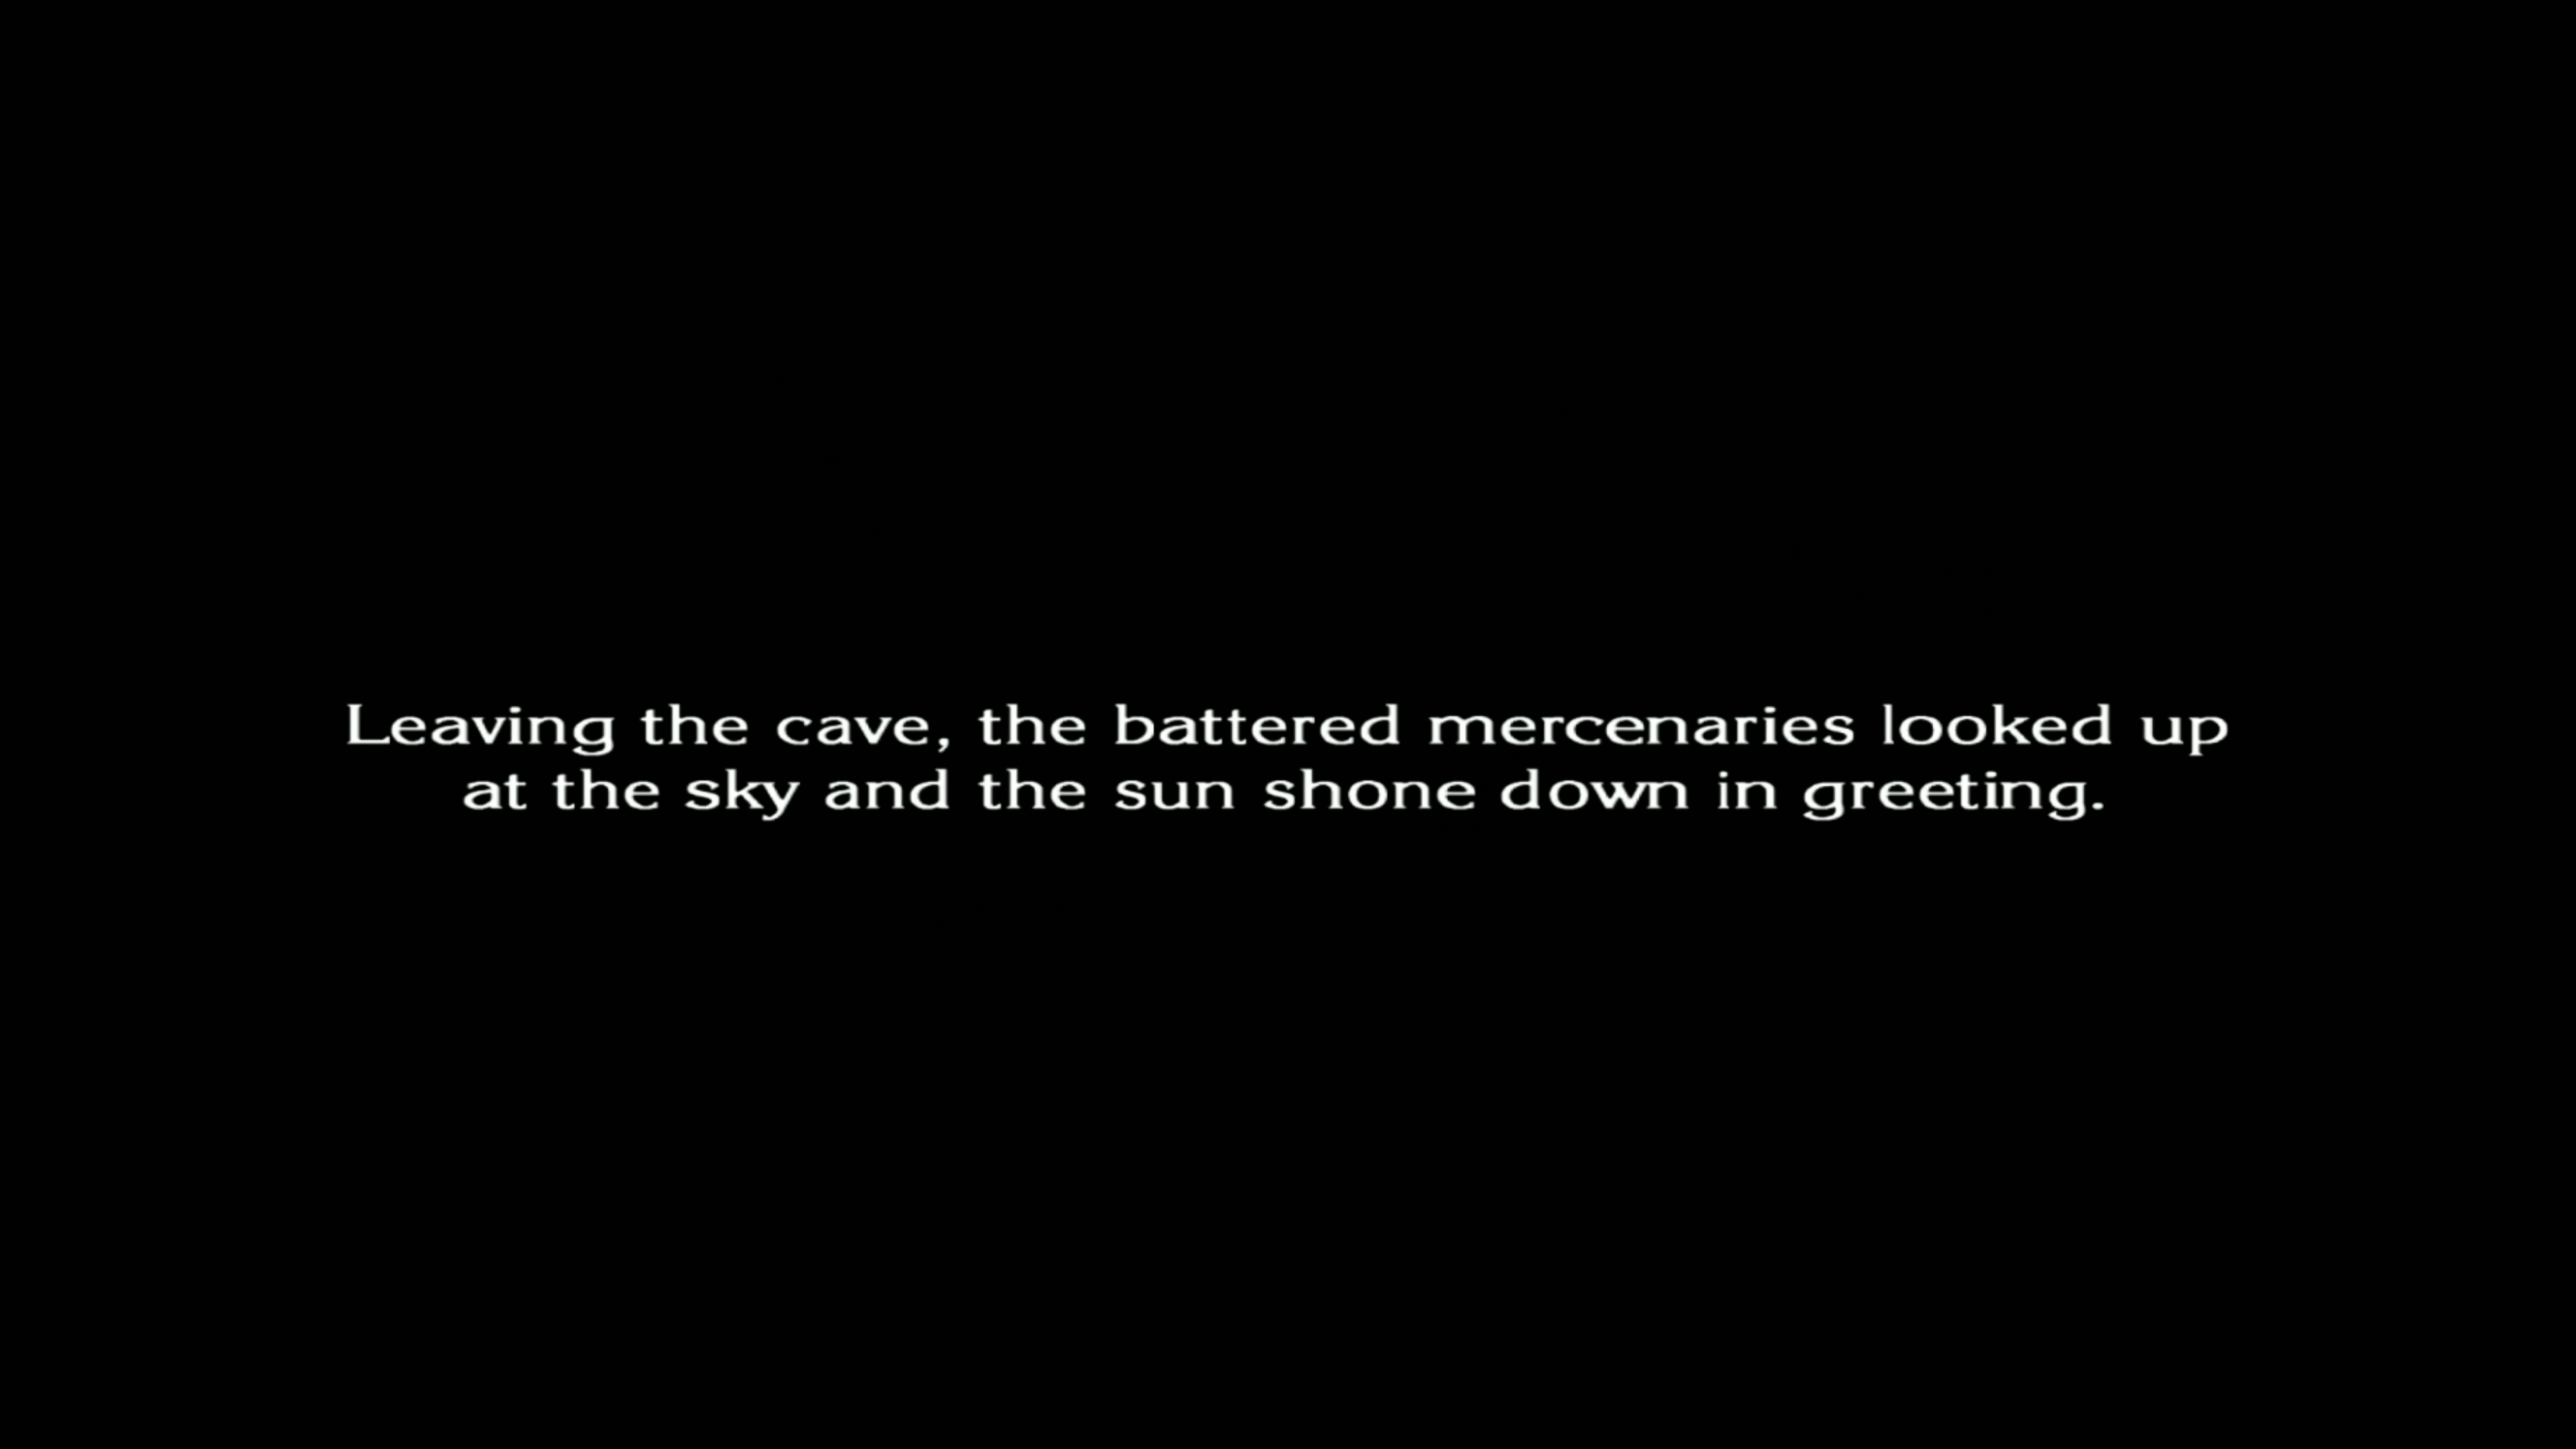 Leaving the cave, the battered mercenaries looked up
at the sky and the sun shone down in greeting.